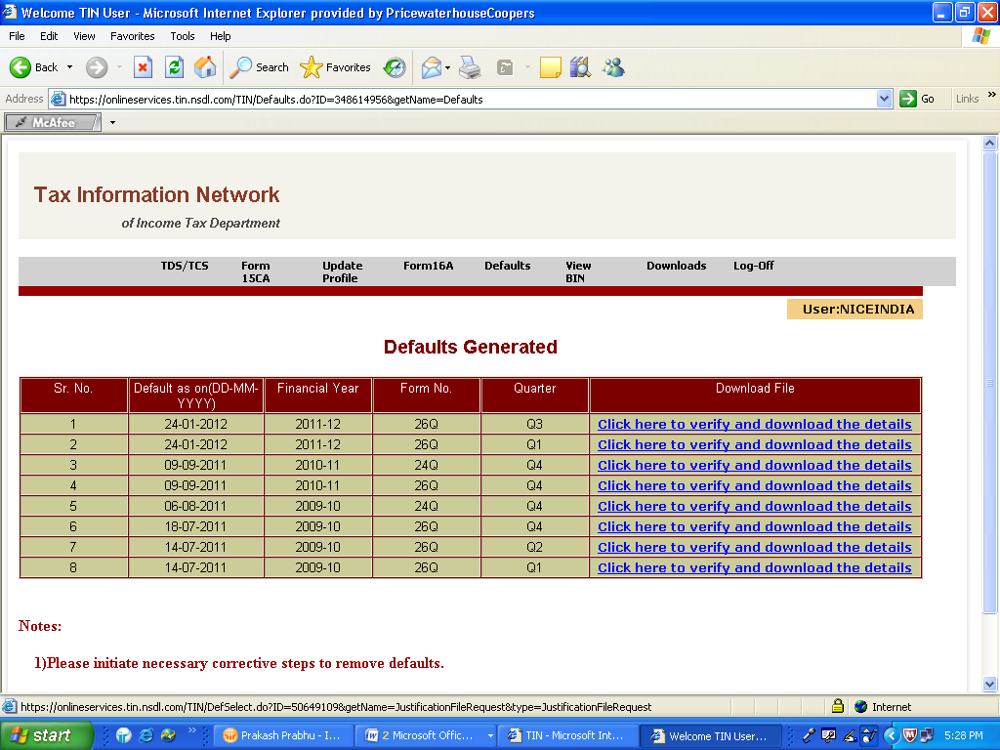 Welcome TIN User - Microsoft Internet Explorer provided by PricewaterhouseCoopers
File Edit View Favorites Tools Help
Back Search Favorites
Address https://onlineservices.tin.nsdl.com/TIN/Defaults.do?ID=348614956&getName=Defaults Go Links »
McAfee
Tax Information Network
of Income Tax Department
TDS/TCS Form 15CA Update Profile Form16A Defaults View BIN Downloads Log-Off
User:NICEINDIA
Defaults Generated
Sr. No. Default as on(DD-MM-YYYY) Financial Year Form No. Quarter Download File
1 24-01-2012 2011-12 26Q Q3 Click here to verify and download the details
2 24-01-2012 2011-12 26Q Q1 Click here to verify and download the details
3 09-09-2011 2010-11 24Q Q4 Click here to verify and download the details
4 09-09-2011 2010-11 26Q Q4 Click here to verify and download the details
5 06-08-2011 2009-10 24Q Q4 Click here to verify and download the details
6 18-07-2011 2009-10 26Q Q4 Click here to verify and download the details
7 14-07-2011 2009-10 26Q Q2 Click here to verify and download the details
8 14-07-2011 2009-10 26Q Q1 Click here to verify and download the details
Notes:
1)Please initiate necessary corrective steps to remove defaults.
https://onlineservices.tin.nsdl.com/TIN/DefSelect.do?ID=50649109&getName=JustificationFileRequest&type=JustificationFileRequest Internet
start » Prakash Prabhu - I... 2 Microsoft Offic... TIN - Microsoft Int... Welcome TIN User... 5:28 PM